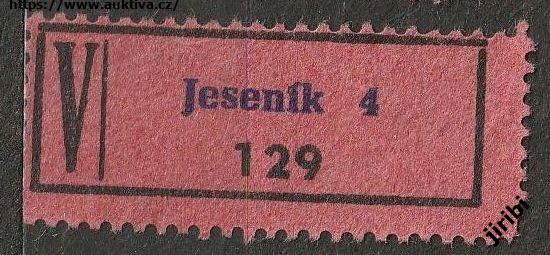 https://www.auktiva.cz/
V
Jeseník 4
129
jiribi